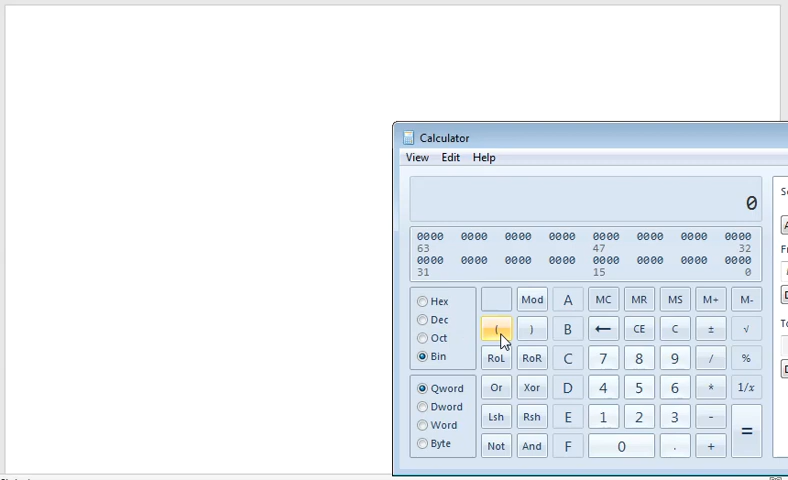 Calculator
View Edit Help
0
0000 0000 0000 0000 0000 0000 0000 0000
63 47 32
0000 0000 0000 0000 0000 0000 0000 0000
31 15 0
Hex Mod A MC MR MS M+ M-
Dec ( ) B ← CE C ± √
Oct
Bin RoL RoR C 7 8 9 / %
Qword Or Xor D 4 5 6 * 1/x
Dword
Word Lsh Rsh E 1 2 3 - =
Byte Not And F 0 . +